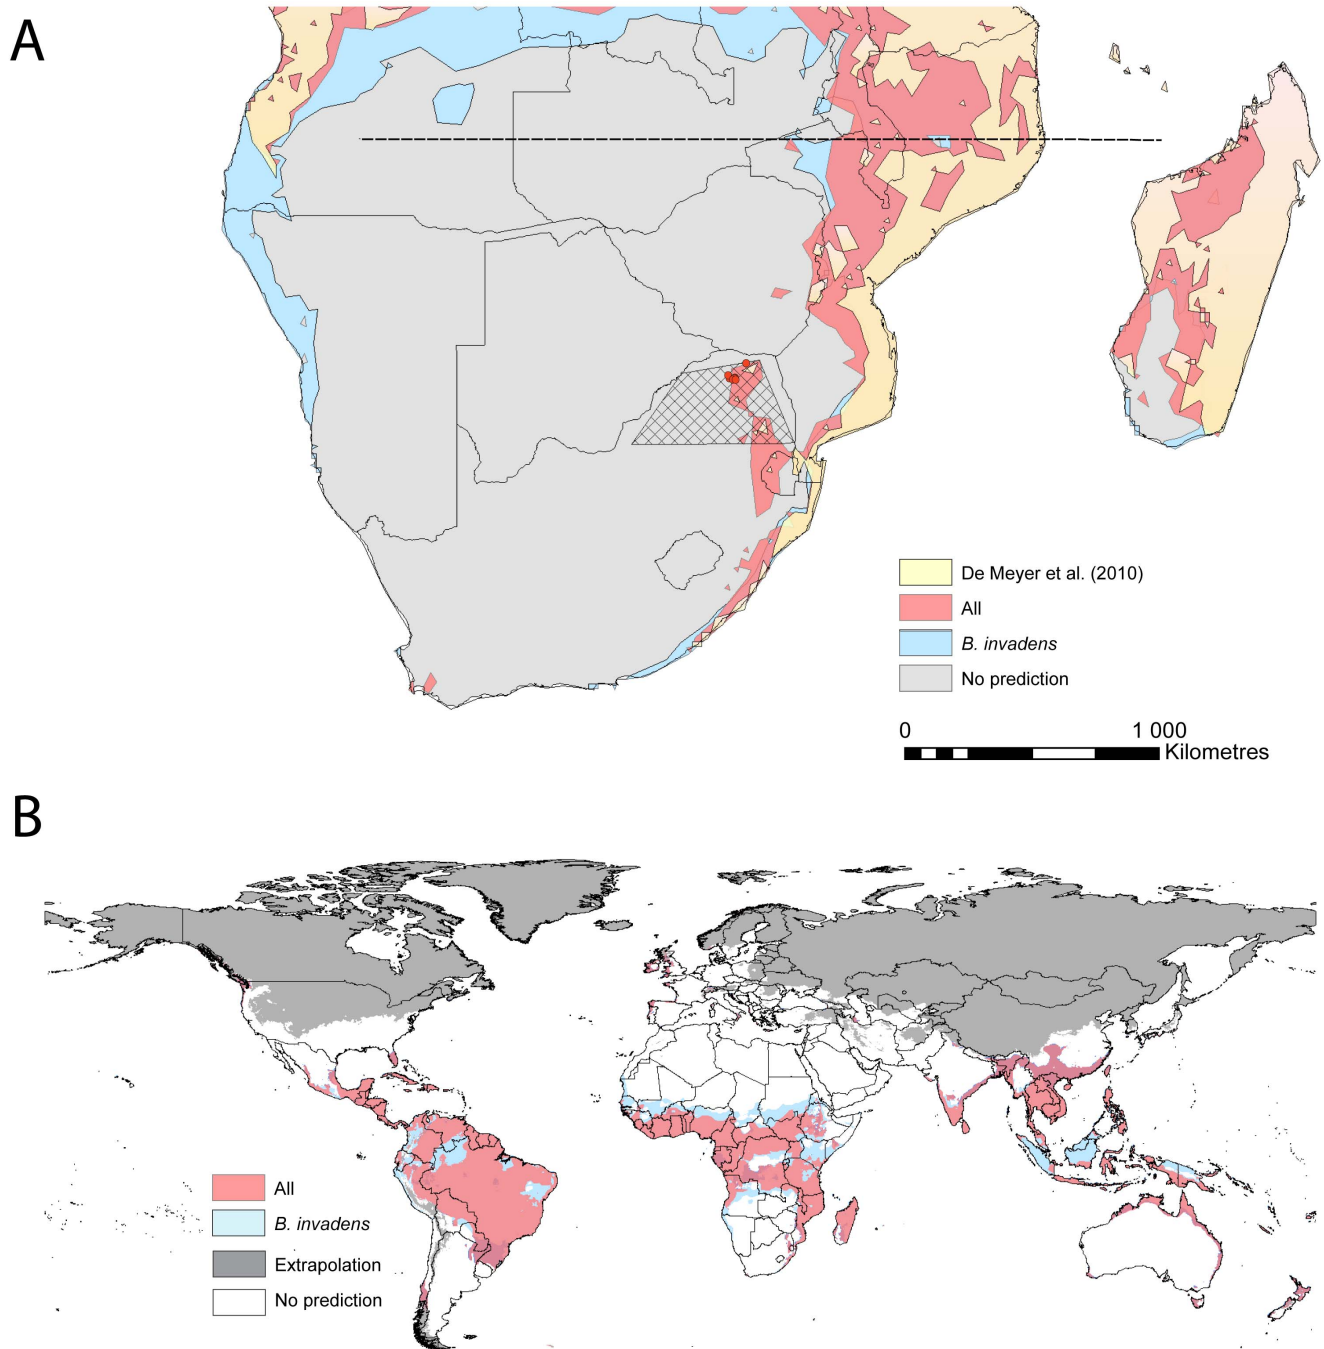 A
De Meyer et al. (2010)
All
B. invadens
No prediction
0 1 000
Kilometres
B
All
B. invadens
Extrapolation
No prediction